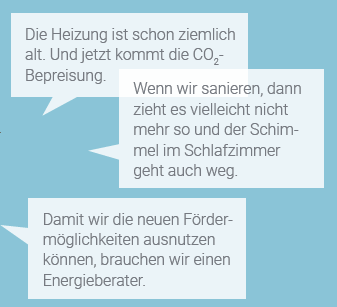 Die Heizung ist schon ziemlich
alt. Und jetzt kommt die CO₂-
Bepreisung.
Wenn wir sanieren, dann
zieht es vielleicht nicht
mehr so und der Schim-
mel im Schlafzimmer
geht auch weg.
Damit wir die neuen Förder-
möglichkeiten ausnutzen
können, brauchen wir einen
Energieberater.